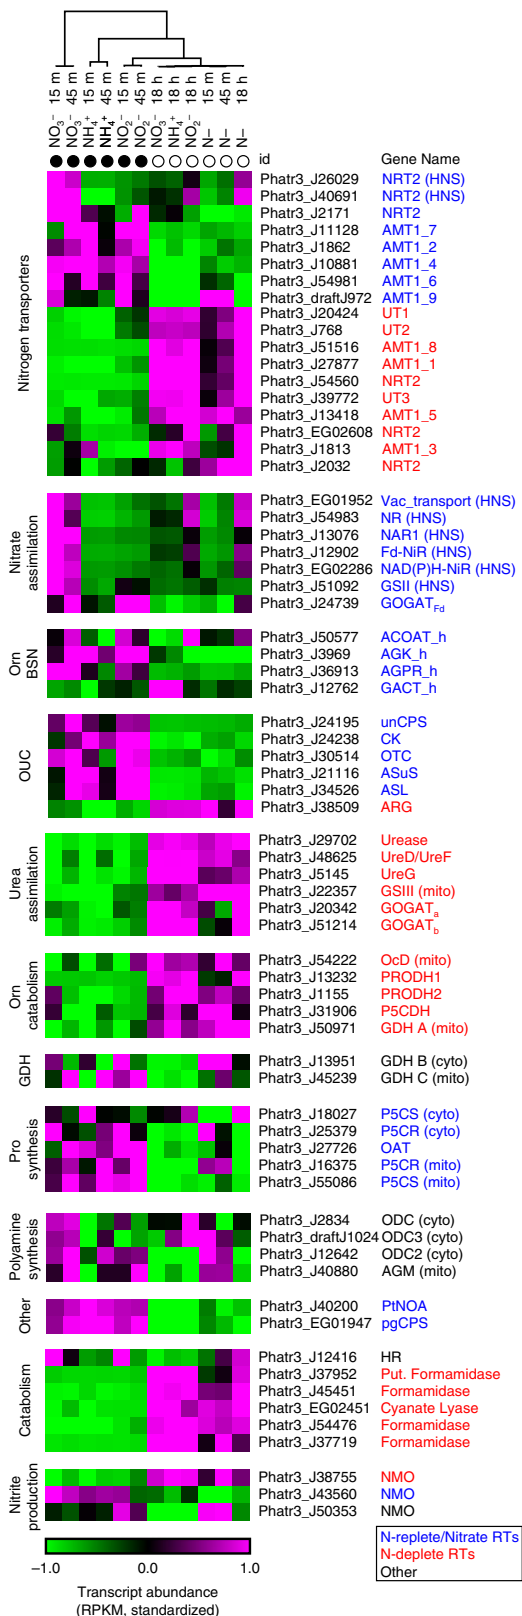 NO₃⁻ 15 m
NO₃⁻ 45 m
NH₄⁺ 15 m
NH₄⁺ 45 m
NO₂⁻ 15 m
NO₂⁻ 45 m
NO₃⁻ 18 h
NH₄⁺ 18 h
NO₂⁻ 18 h
N– 15 m
N– 45 m
N– 18 h
id Gene Name
Nitrogen transporters
Phatr3_J26029 NRT2 (HNS)
Phatr3_J40691 NRT2 (HNS)
Phatr3_J2171 NRT2
Phatr3_J11128 AMT1_7
Phatr3_J1862 AMT1_2
Phatr3_J10881 AMT1_4
Phatr3_J54981 AMT1_6
Phatr3_draftJ972 AMT1_9
Phatr3_J20424 UT1
Phatr3_J768 UT2
Phatr3_J51516 AMT1_8
Phatr3_J27877 AMT1_1
Phatr3_J54560 NRT2
Phatr3_J39772 UT3
Phatr3_J13418 AMT1_5
Phatr3_EG02608 NRT2
Phatr3_J1813 AMT1_3
Phatr3_J2032 NRT2
Nitrate
assimilation
Phatr3_EG01952 Vac_transport (HNS)
Phatr3_J54983 NR (HNS)
Phatr3_J13076 NAR1 (HNS)
Phatr3_J12902 Fd-NiR (HNS)
Phatr3_EG02286 NAD(P)H-NiR (HNS)
Phatr3_J51092 GSII (HNS)
Phatr3_J24739 GOGAT_Fd
Orn
BSN
Phatr3_J50577 ACOAT_h
Phatr3_J3969 AGK_h
Phatr3_J36913 AGPR_h
Phatr3_J12762 GACT_h
OUC
Phatr3_J24195 unCPS
Phatr3_J24238 CK
Phatr3_J30514 OTC
Phatr3_J21116 ASuS
Phatr3_J34526 ASL
Phatr3_J38509 ARG
Urea
assimilation
Phatr3_J29702 Urease
Phatr3_J48625 UreD/UreF
Phatr3_J5145 UreG
Phatr3_J22357 GSIII (mito)
Phatr3_J20342 GOGATₐ
Phatr3_J51214 GOGAT_b
Orn
catabolism
Phatr3_J54222 OcD (mito)
Phatr3_J13232 PRODH1
Phatr3_J1155 PRODH2
Phatr3_J31906 P5CDH
Phatr3_J50971 GDH A (mito)
GDH
Phatr3_J13951 GDH B (cyto)
Phatr3_J45239 GDH C (mito)
Pro
synthesis
Phatr3_J18027 P5CS (cyto)
Phatr3_J25379 P5CR (cyto)
Phatr3_J27726 OAT
Phatr3_J16375 P5CR (mito)
Phatr3_J55086 P5CS (mito)
Polyamine
synthesis
Phatr3_J2834 ODC (cyto)
Phatr3_draftJ1024 ODC3 (cyto)
Phatr3_J12642 ODC2 (cyto)
Phatr3_J40880 AGM (mito)
Other
Phatr3_J40200 PtNOA
Phatr3_EG01947 pgCPS
Catabolism
Phatr3_J12416 HR
Phatr3_J37952 Put. Formamidase
Phatr3_J45451 Formamidase
Phatr3_EG02451 Cyanate Lyase
Phatr3_J54476 Formamidase
Phatr3_J37719 Formamidase
Nitrite
production
Phatr3_J38755 NMO
Phatr3_J43560 NMO
Phatr3_J50353 NMO
–1.0 0.0 1.0
Transcript abundance
(RPKM, standardized)
N-replete/Nitrate RTs
N-deplete RTs
Other